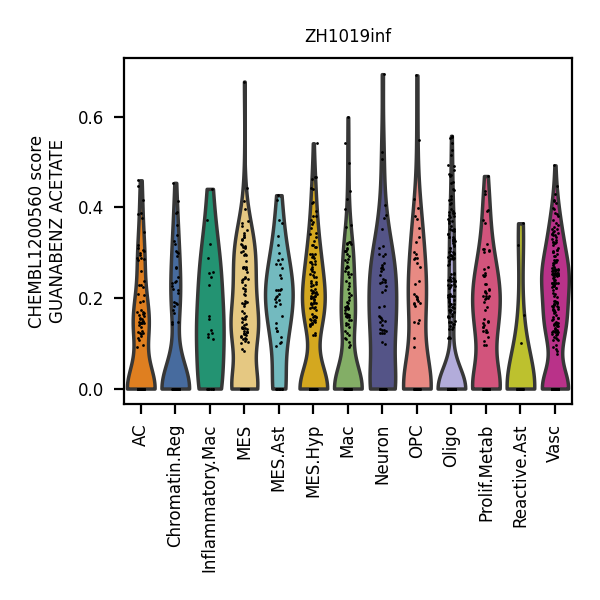 ZH1019inf
CHEMBL1200560 score
GUANABENZ ACETATE
0.6
0.4
0.2
0.0
AC
Chromatin.Reg
Inflammatory.Mac
MES
MES.Ast
MES.Hyp
Mac
Neuron
OPC
Oligo
Prolif.Metab
Reactive.Ast
Vasc